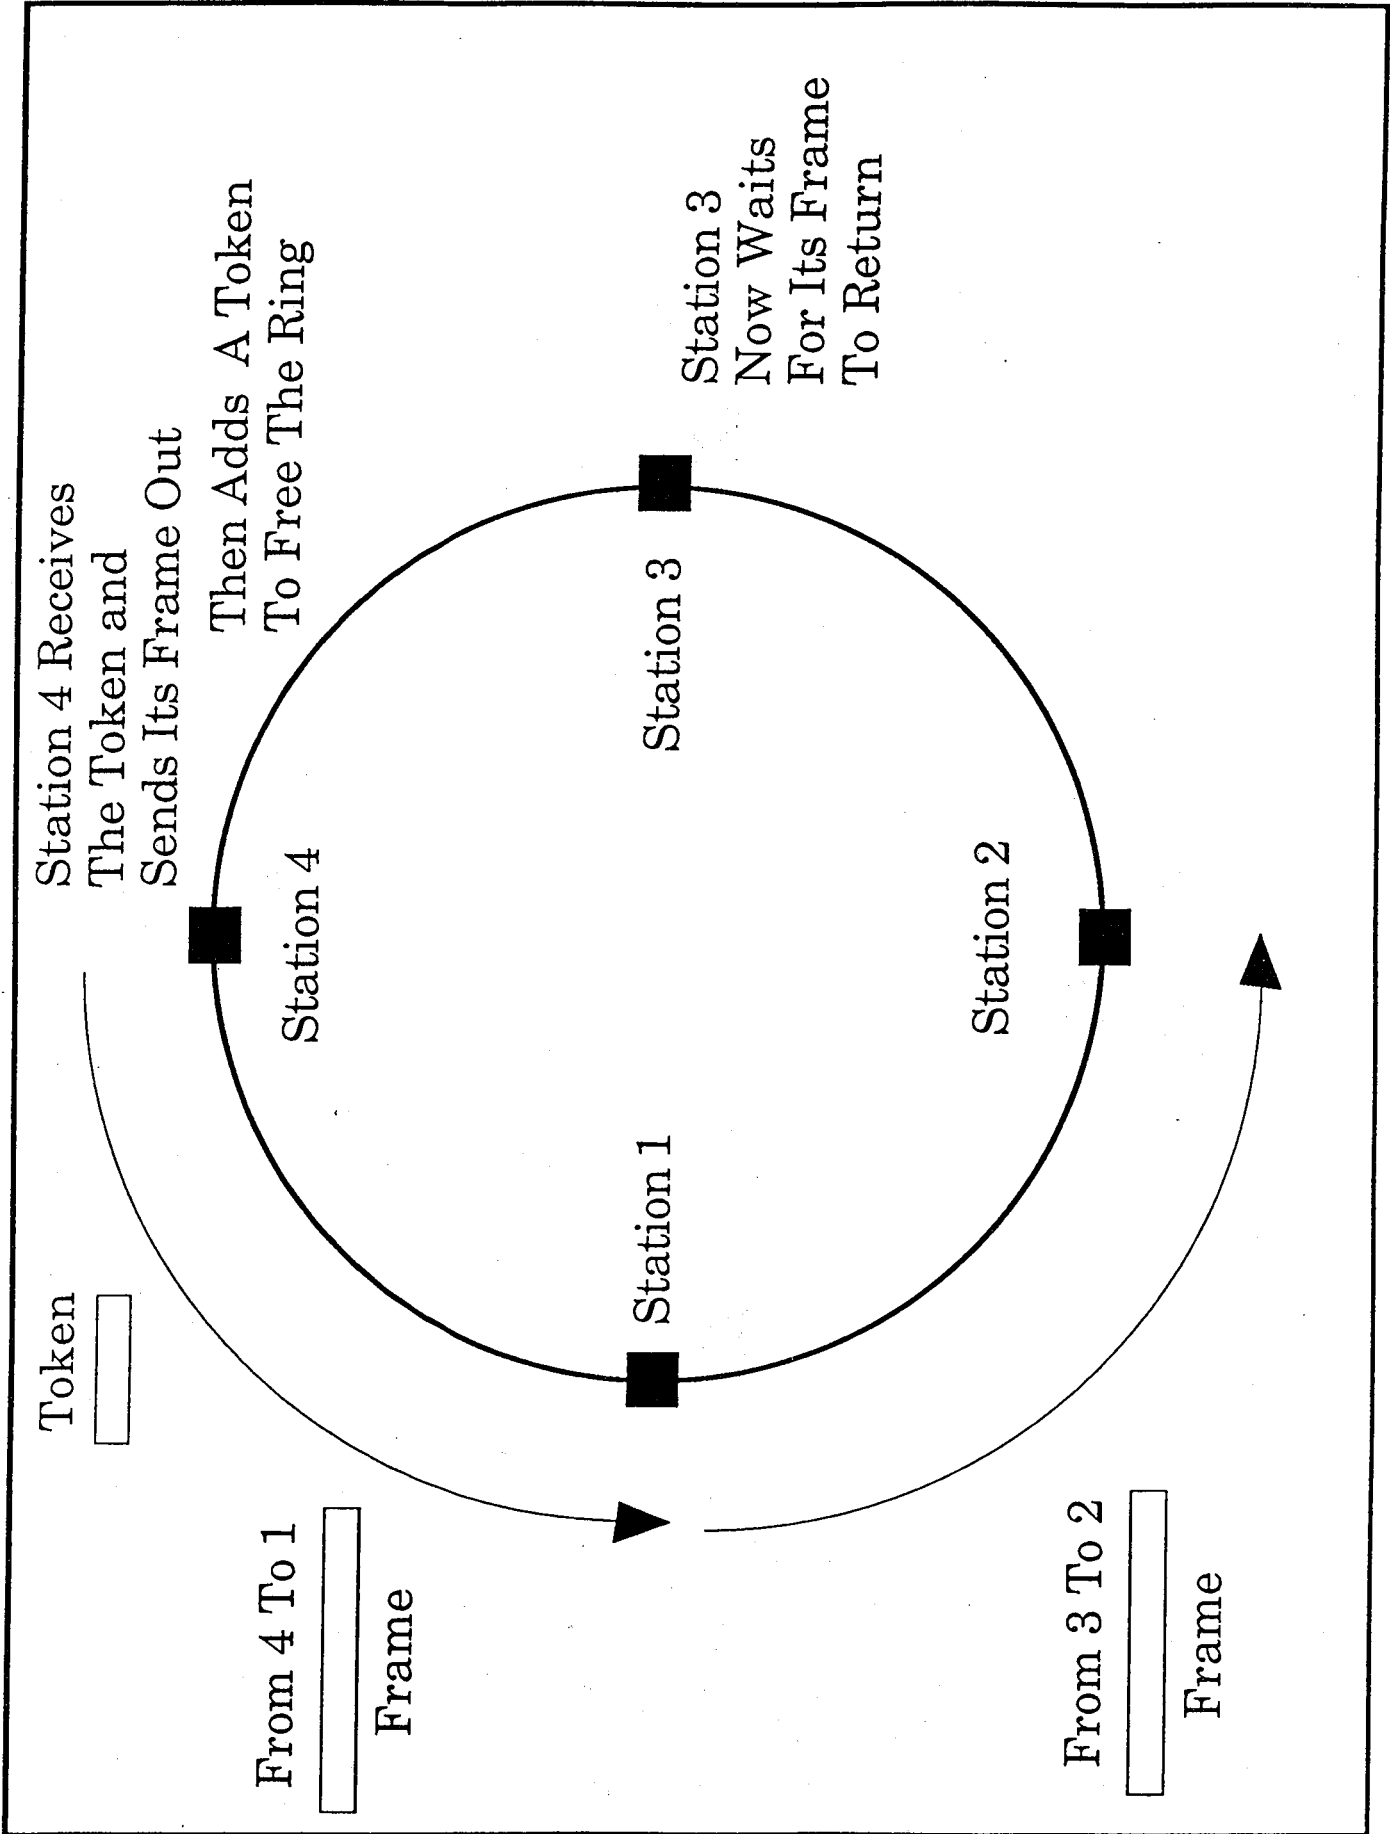 Token
Station 4 Receives
The Token and
Sends Its Frame Out
Then Adds A Token
To Free The Ring
From 4 To 1
Frame
Station 4
Station 1
Station 3
Station 3
Now Waits
For Its Frame
To Return
Station 2
From 3 To 2
Frame